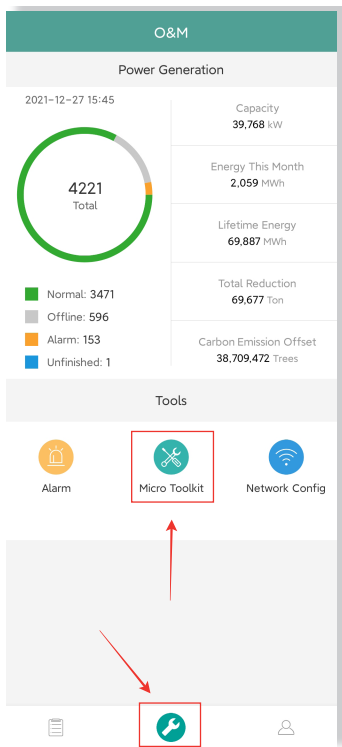 O&M
Power Generation
2021-12-27 15:45
4221
Total
Normal: 3471
Offline: 596
Alarm: 153
Unfinished: 1
Capacity
39,768 kW
Energy This Month
2,059 MWh
Lifetime Energy
69,887 MWh
Total Reduction
69,677 Ton
Carbon Emission Offset
38,709,472 Trees
Tools
Alarm
Micro Toolkit
Network Config